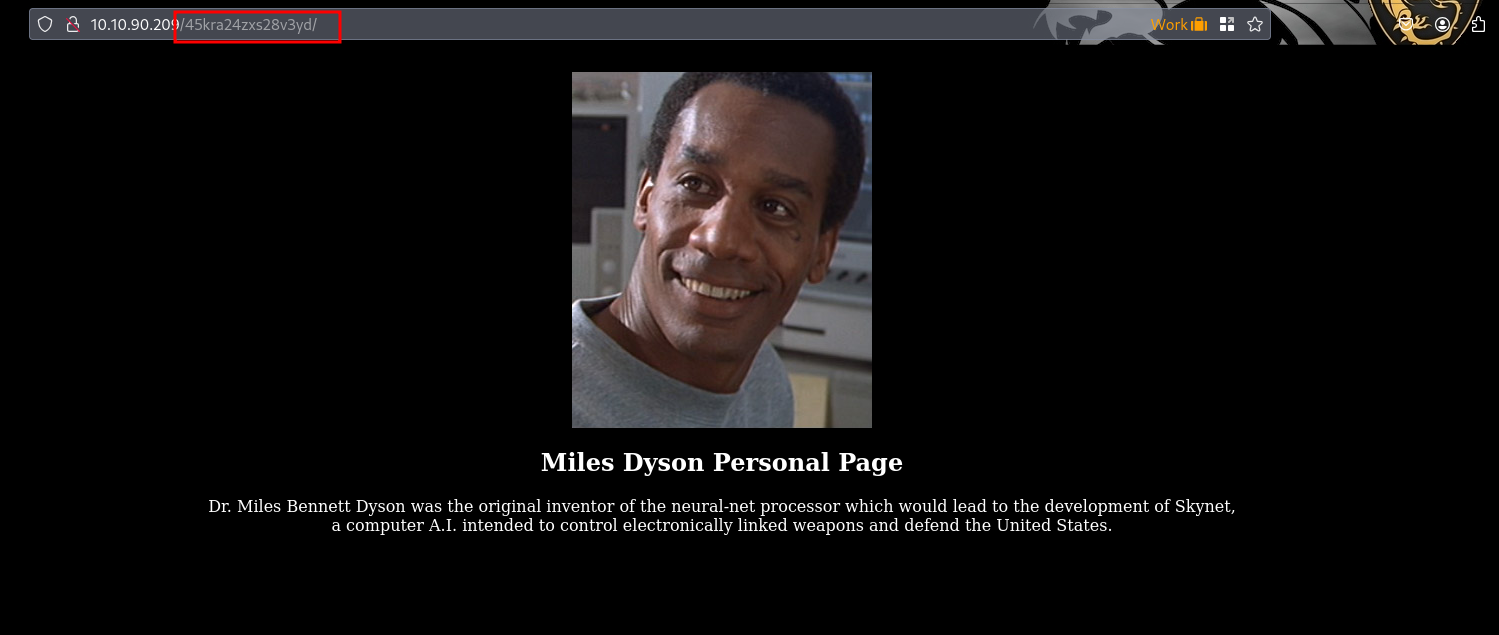 10.10.90.209/45kra24zxs28v3yd/
Work
Miles Dyson Personal Page
Dr. Miles Bennett Dyson was the original inventor of the neural-net processor which would lead to the development of Skynet,
a computer A.I. intended to control electronically linked weapons and defend the United States.